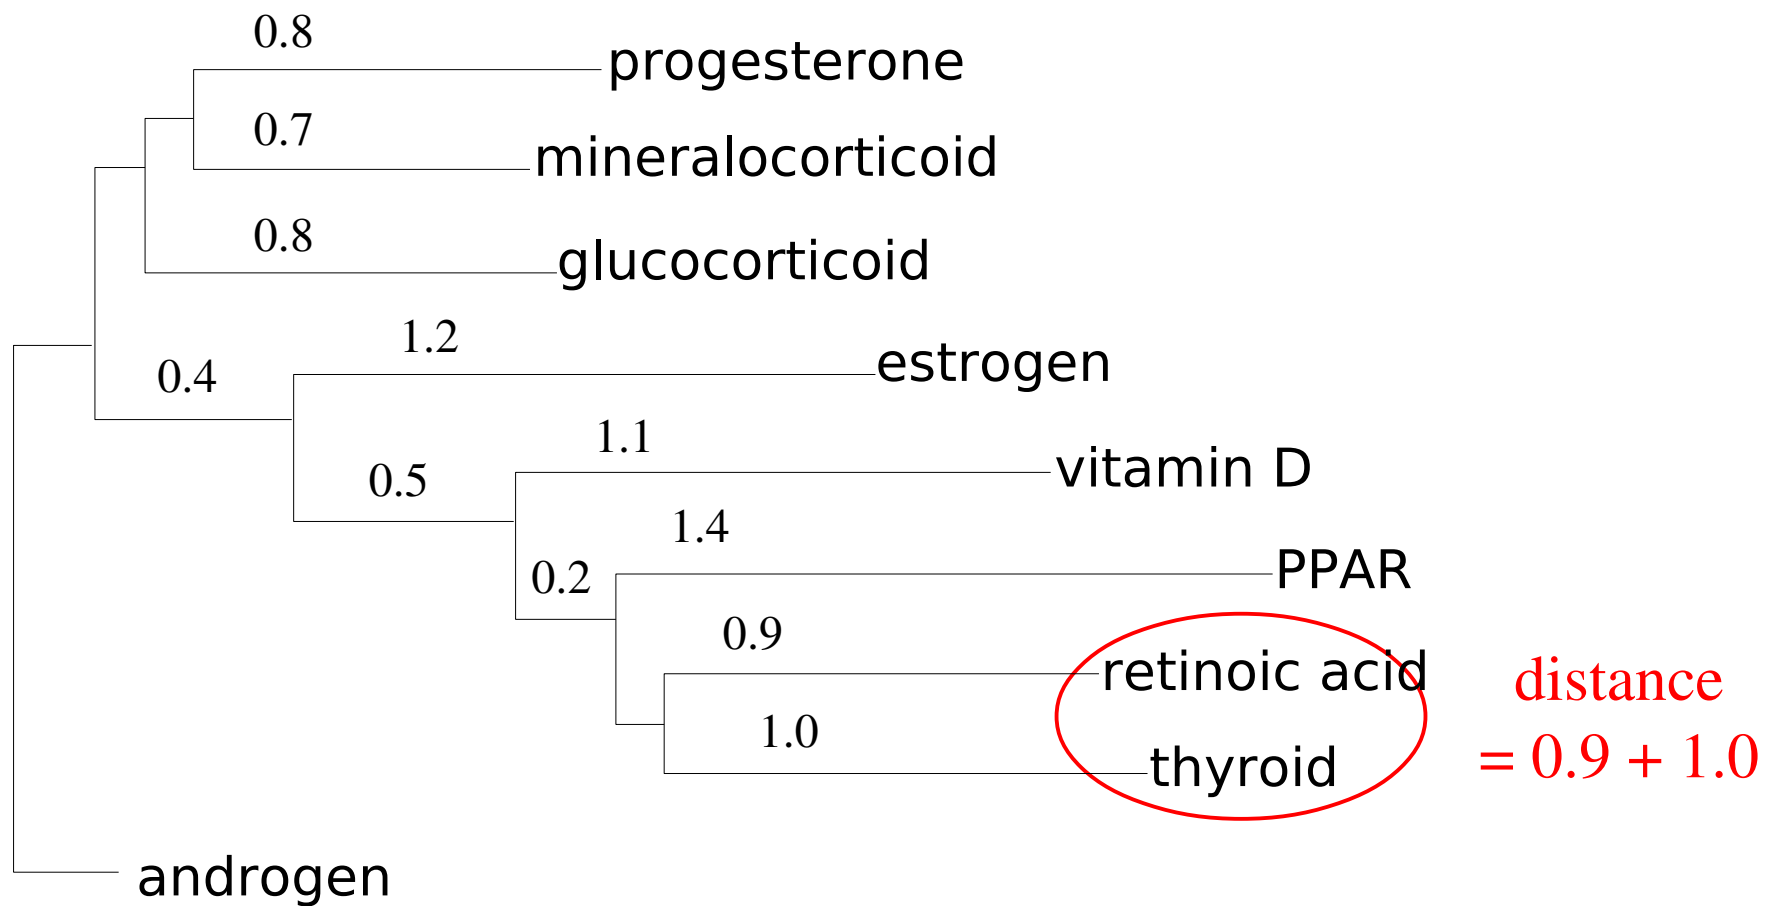 0.8
progesterone
0.7
mineralocorticoid
0.8
glucocorticoid
1.2
estrogen
0.4
1.1
vitamin D
0.5
1.4
PPAR
0.2
0.9
retinoic acid
distance
1.0
thyroid
= 0.9 + 1.0
androgen